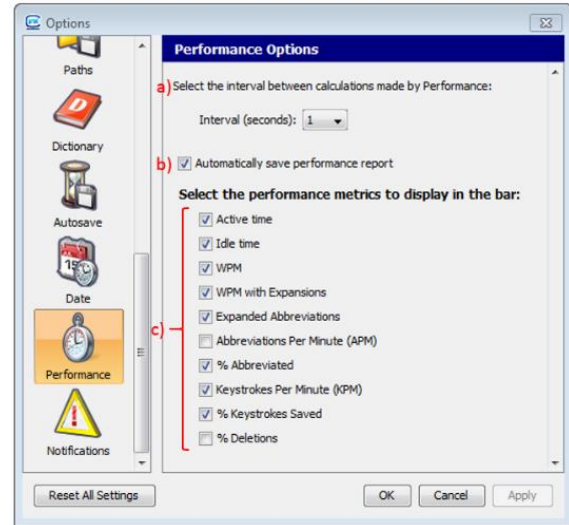 Options
Paths
Dictionary
Autosave
Date
Performance
Notifications
Performance Options
a) Select the interval between calculations made by Performance:
Interval (seconds): 1
b) Automatically save performance report
Select the performance metrics to display in the bar:
c)
Active time
Idle time
WPM
WPM with Expansions
Expanded Abbreviations
Abbreviations Per Minute (APM)
% Abbreviated
Keystrokes Per Minute (KPM)
% Keystrokes Saved
% Deletions
Reset All Settings
OK
Cancel
Apply